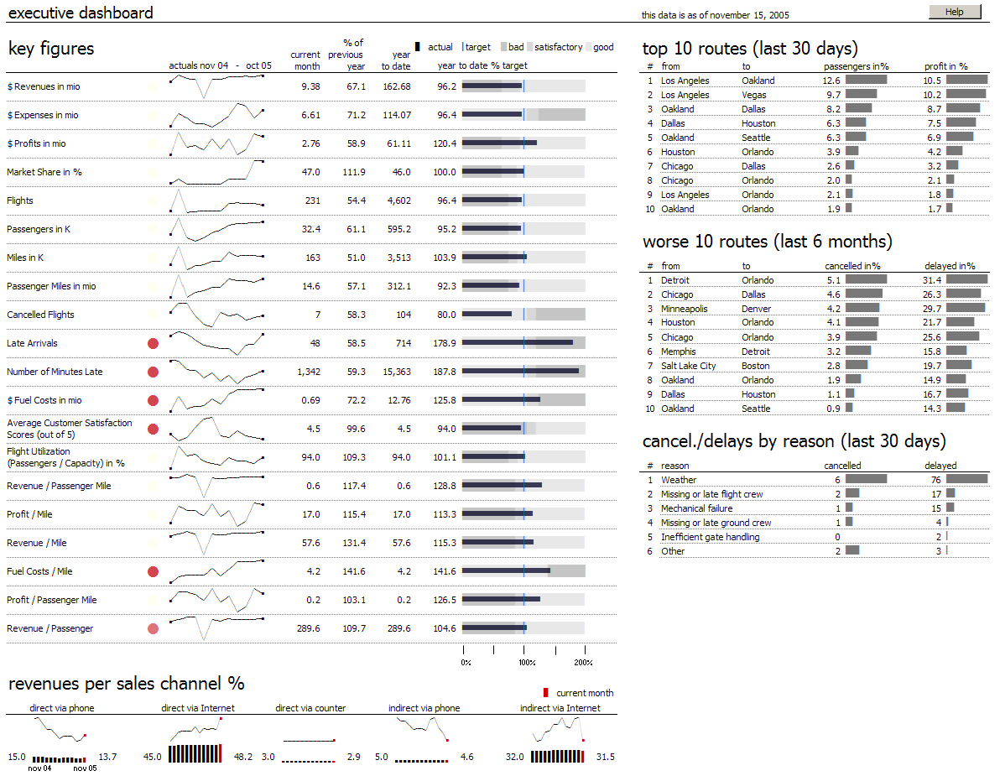 executive dashboard
this data is as of november 15, 2005
Help
key figures
actuals nov 04 - oct 05
current month
% of previous year
year to date
actual target bad satisfactory good
year to date % target
$ Revenues in mio 9.38 67.1 162.68 96.2
$ Expenses in mio 6.61 71.2 114.07 96.4
$ Profits in mio 2.76 58.9 61.11 120.4
Market Share in % 47.0 111.9 46.0 100.0
Flights 231 54.4 4,602 96.4
Passengers in K 32.4 61.1 595.2 95.2
Miles in K 163 51.0 3,513 103.9
Passenger Miles in mio 14.6 57.1 312.1 92.3
Cancelled Flights 7 58.3 104 80.0
Late Arrivals 48 58.5 714 178.9
Number of Minutes Late 1,342 59.3 15,363 187.8
$ Fuel Costs in mio 0.69 72.2 12.76 125.8
Average Customer Satisfaction
Scores (out of 5) 4.5 99.6 4.5 94.0
Flight Utilization
(Passengers / Capacity) in % 94.0 109.3 94.0 101.1
Revenue / Passenger Mile 0.6 117.4 0.6 128.8
Profit / Mile 17.0 115.4 17.0 113.3
Revenue / Mile 57.6 131.4 57.6 115.3
Fuel Costs / Mile 4.2 141.6 4.2 141.6
Profit / Passenger Mile 0.2 103.1 0.2 126.5
Revenue / Passenger 289.6 109.7 289.6 104.6
0% 100% 200%
revenues per sales channel %
current month
direct via phone direct via Internet direct via counter indirect via phone indirect via Internet
15.0 13.7 45.0 48.2 3.0 2.9 5.0 4.6 32.0 31.5
nov 04 nov 05
top 10 routes (last 30 days)
# from to passengers in% profit in %
1 Los Angeles Oakland 12.6 10.5
2 Los Angeles Vegas 9.7 10.2
3 Oakland Dallas 8.2 8.7
4 Dallas Houston 6.3 7.5
5 Oakland Seattle 6.3 6.9
6 Houston Orlando 3.9 4.2
7 Chicago Dallas 2.6 3.2
8 Chicago Orlando 2.0 2.1
9 Los Angeles Orlando 2.1 1.8
10 Oakland Orlando 1.9 1.7
worse 10 routes (last 6 months)
# from to cancelled in% delayed in%
1 Detroit Orlando 5.1 31.4
2 Chicago Dallas 4.6 26.3
3 Minneapolis Denver 4.2 29.7
4 Houston Orlando 4.1 21.7
5 Chicago Orlando 3.9 25.6
6 Memphis Detroit 3.2 15.8
7 Salt Lake City Boston 2.8 19.7
8 Oakland Orlando 1.9 14.9
9 Dallas Houston 1.1 16.7
10 Oakland Seattle 0.9 14.3
cancel./delays by reason (last 30 days)
# reason cancelled delayed
1 Weather 6 76
2 Missing or late flight crew 2 17
3 Mechanical failure 1 15
4 Missing or late ground crew 1 4
5 Inefficient gate handling 0 2
6 Other 2 3